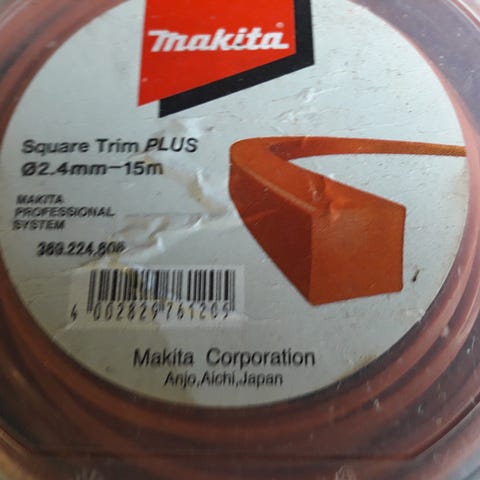 makita
Square Trim PLUS
Ø2.4mm–15m
MAKITA
PROFESSIONAL
SYSTEM
369.224.606
4 002829 761205
Makita Corporation
Anjo,Aichi,Japan